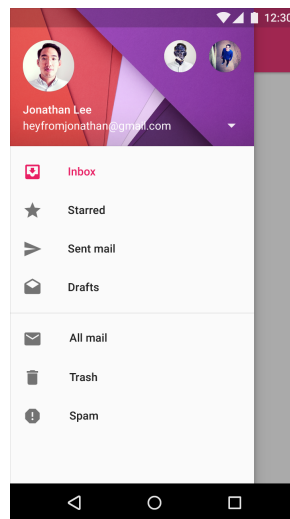 12:30
Jonathan Lee
heyfromjonathan@gmail.com
Inbox
Starred
Sent mail
Drafts
All mail
Trash
Spam